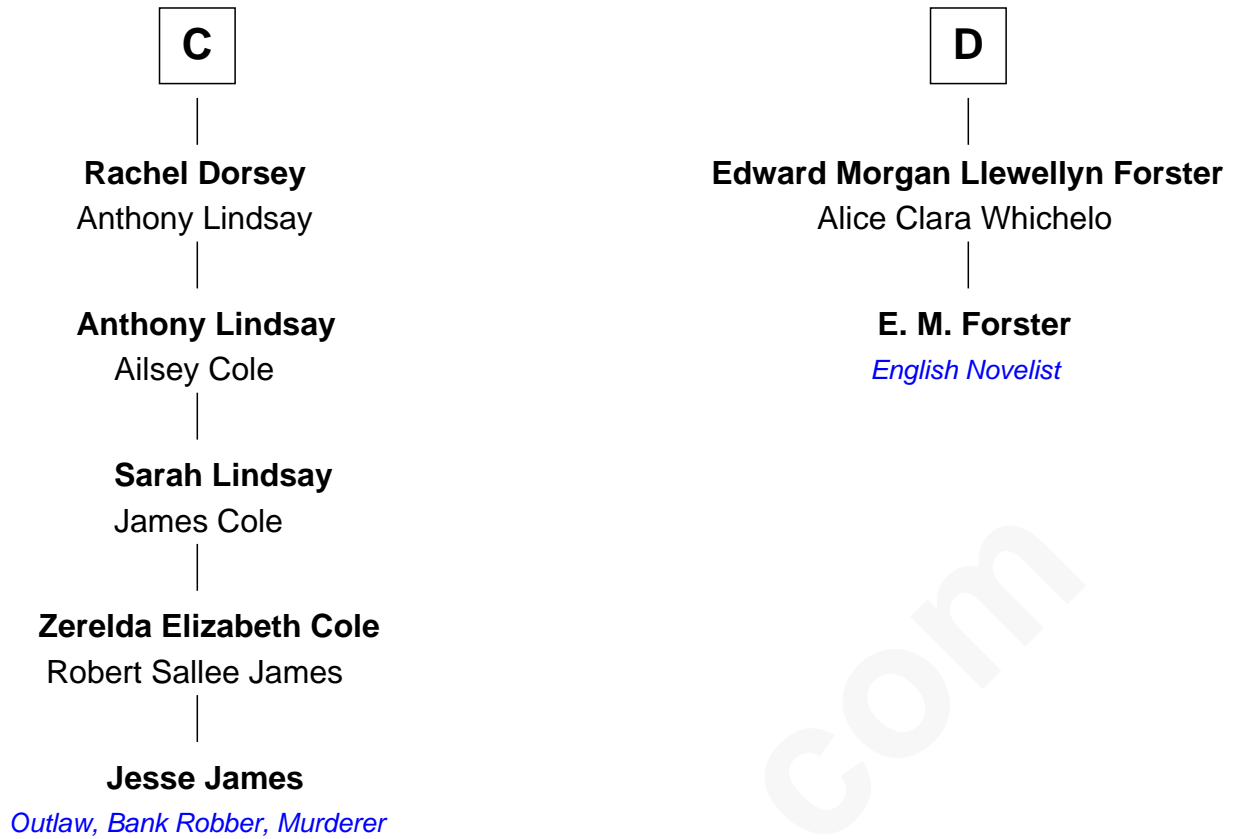 C
Rachel Dorsey
Anthony Lindsay
Anthony Lindsay
Ailsey Cole
Sarah Lindsay
James Cole
Zerelda Elizabeth Cole
Robert Sallee James
Jesse James
Outlaw, Bank Robber, Murderer
D
Edward Morgan Llewellyn Forster
Alice Clara Whichelo
E. M. Forster
English Novelist
com